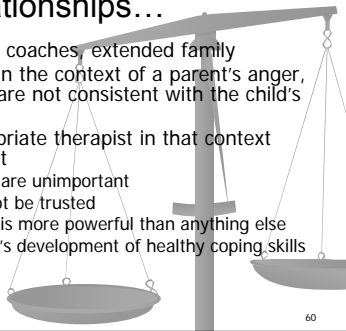 ationships…
coaches, extended family
n the context of a parent's anger,
are not consistent with the child's
priate therapist in that context
t
are unimportant
ot be trusted
is more powerful than anything else
's development of healthy coping skills
60